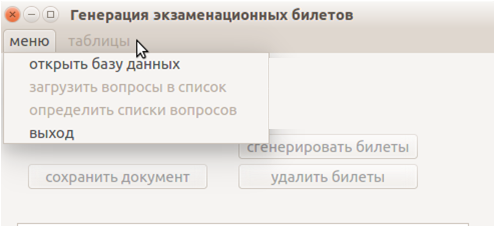 Генерация экзаменационных билетов
меню таблицы
открыть базу данных
загрузить вопросы в список
определить списки вопросов
выход
сгенерировать билеты
сохранить документ удалить билеты